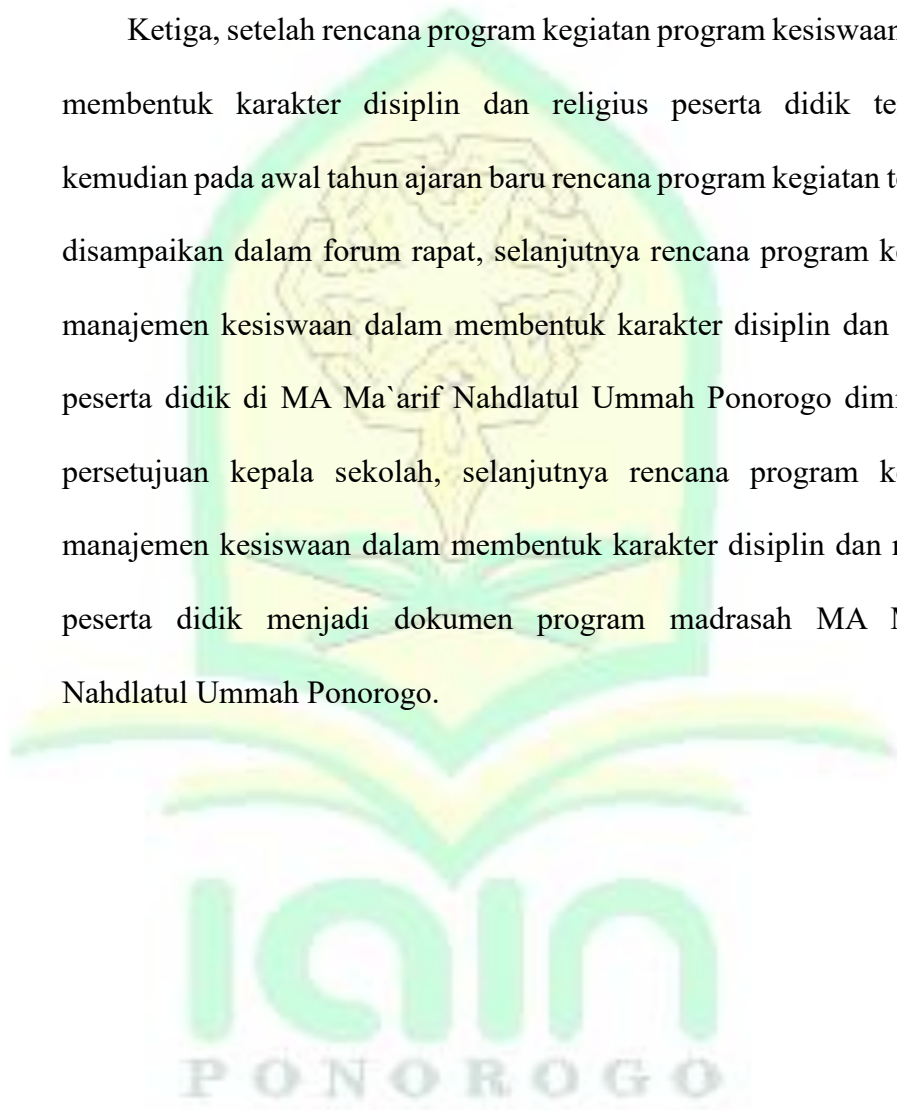 Ketiga, setelah rencana program kegiatan program kesiswaan
membentuk karakter disiplin dan religius peserta didik
kemudian pada awal tahun ajaran baru rencana program kegiatan
disampaikan dalam forum rapat, selanjutnya rencana program
manajemen kesiswaan dalam membentuk karakter disiplin dan
peserta didik di MA Ma`arif Nahdlatul Ummah Ponorogo
persetujuan kepala sekolah, selanjutnya rencana program
manajemen kesiswaan dalam membentuk karakter disiplin dan
peserta didik menjadi dokumen program madrasah MA
Nahdlatul Ummah Ponorogo.
iain
PONOROGO